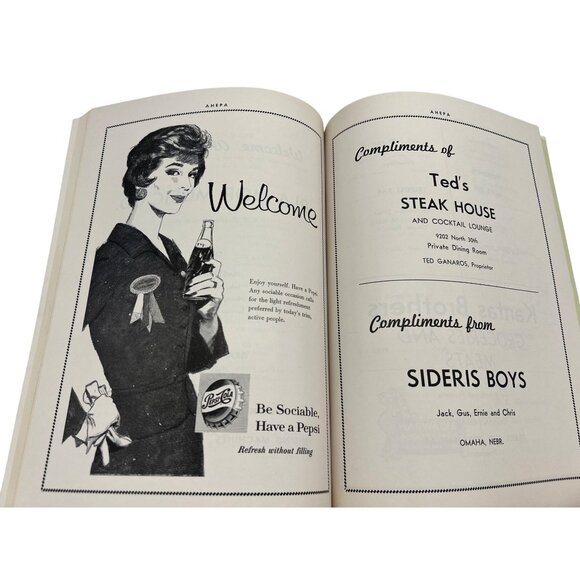 AHEPA
Welcome
Enjoy yourself. Have a Pepsi.
Any sociable occasion calls
for the light refreshment
preferred by today's trim,
active people.
PEPSI-COLA
Be Sociable,
Have a Pepsi
Refresh without filling
AHEPA
Compliments of
Ted's
STEAK HOUSE
AND COCKTAIL LOUNGE
9202 North 30th
Private Dining Room
TED GANAROS, Proprietor
Compliments from
SIDERIS BOYS
Jack, Gus, Ernie and Chris
OMAHA, NEBR.